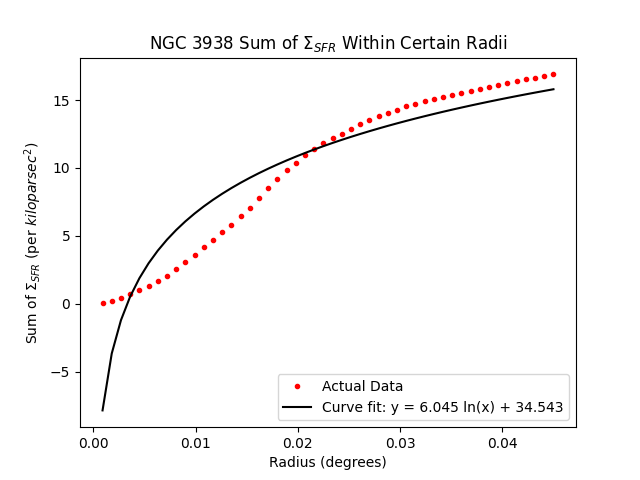 NGC 3938 Sum of Σ_SFR Within Certain Radii
Sum of Σ_SFR (per kiloparsec²)
15
10
5
0
−5
Actual Data
Curve fit: y = 6.045 ln(x) + 34.543
0.00 0.01 0.02 0.03 0.04
Radius (degrees)